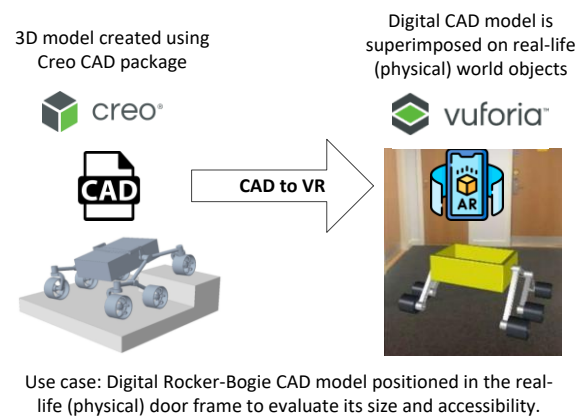 3D model created using
Creo CAD package
creo®
CAD
CAD to VR
Digital CAD model is
superimposed on real-life
(physical) world objects
vuforia™
AR
Use case: Digital Rocker-Bogie CAD model positioned in the real-
life (physical) door frame to evaluate its size and accessibility.